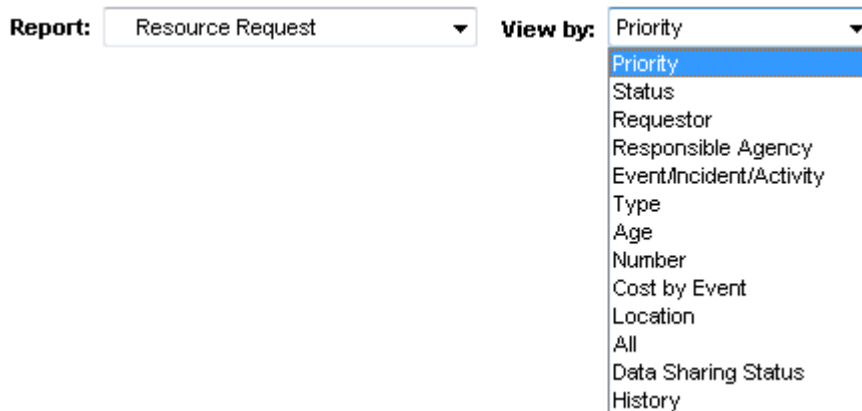 Report: Resource Request View by: Priority
Priority
Status
Requestor
Responsible Agency
Event/Incident/Activity
Type
Age
Number
Cost by Event
Location
All
Data Sharing Status
History